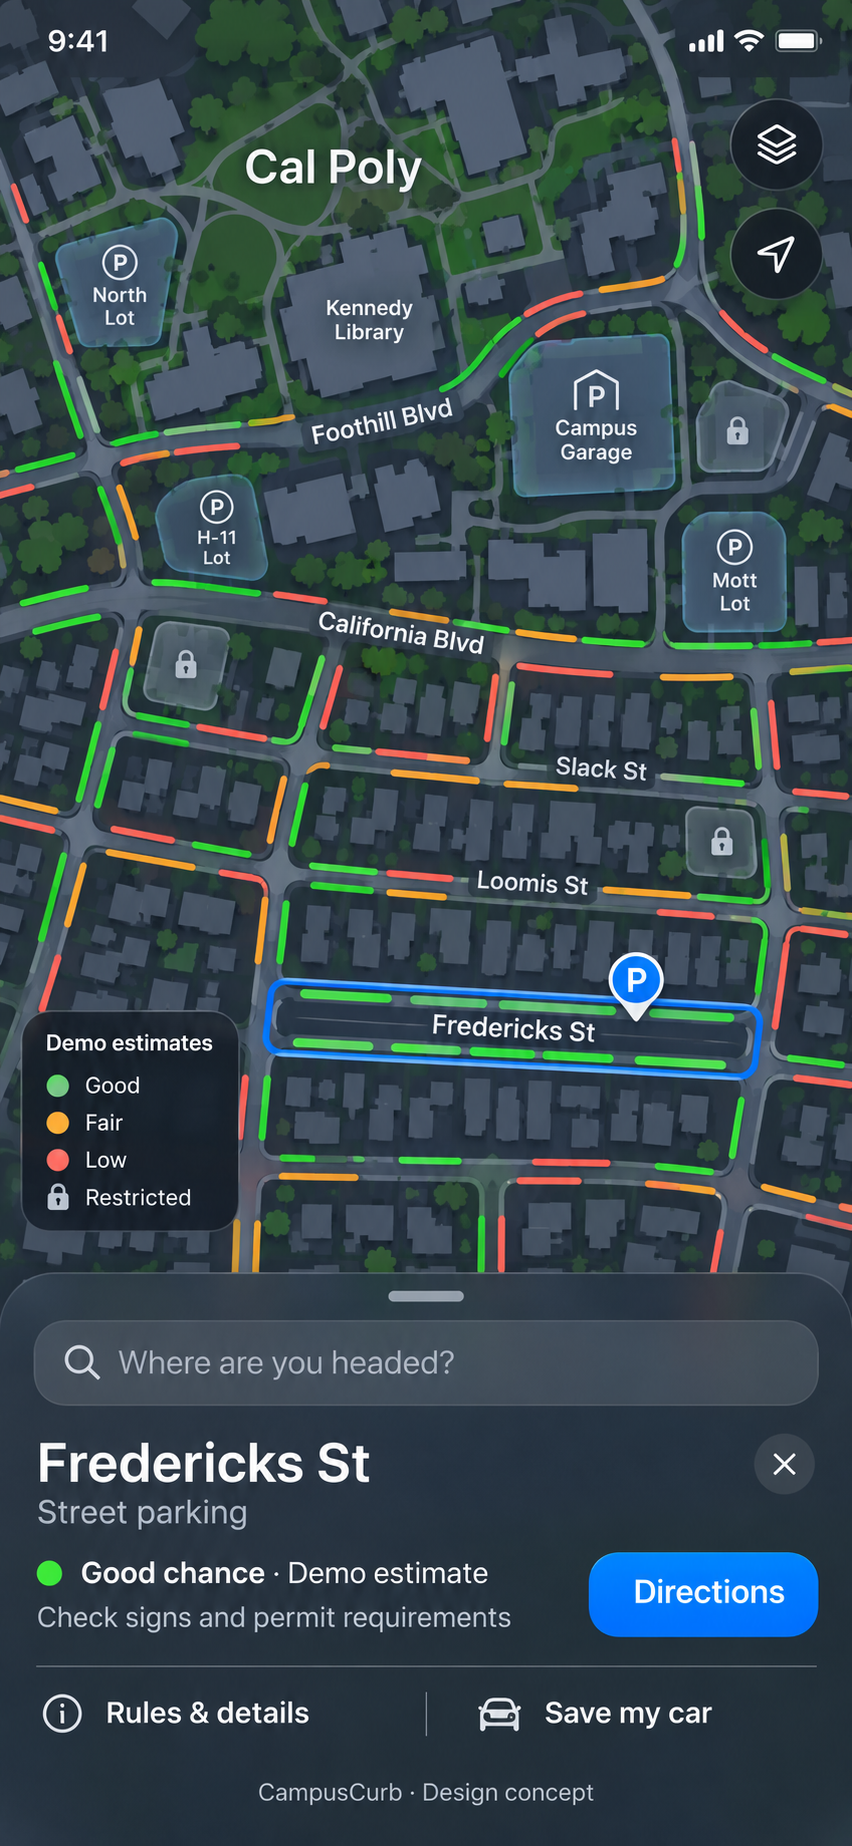 9:41
Cal Poly
P
North
Lot
Kennedy
Library
P
Campus
Garage
Foothill Blvd
P
H-11
Lot
P
Mott
Lot
California Blvd
Slack St
Loomis St
P
Fredericks St
Demo estimates
Good
Fair
Low
Restricted
Where are you headed?
Fredericks St
Street parking
Good chance · Demo estimate
Check signs and permit requirements
Directions
Rules & details
Save my car
CampusCurb · Design concept